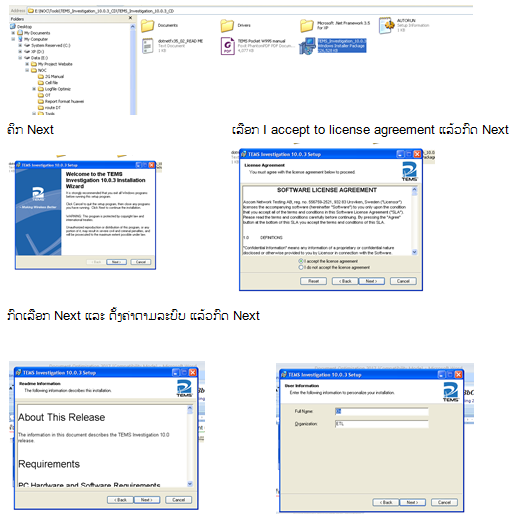 Address E:\NOC\Tools\TEMS_Investigation_10.0.3_CD\TEMS_Investigation_10.0.3_CD
Folders
Desktop
My Documents
My Computer
System Reserved (C:)
XP (D:)
Data (E:)
My Project Website
NOC
2G Manual
Cell file
Logfile Optimz
OT
Report format Huawei
route DT
Tools
Documents
Drivers
Microsoft .Net Framework 3.5 for XP
AUTORUN
Setup Information
1 KB
dotnetfx35_02_READ ME
Text Document
1 KB
TEMS Pocket W995 manual
Foxit PhantomPDF PDF Docum...
4,077 KB
TEMS_Investigation_10.0.3...
Windows Installer Package
ຄິກ Next
ເລືອກ I accept to license agreement ແລ້ວກົດ Next
TEMS Investigation 10.0.3 Setup
Welcome to the TEMS Investigation 10.0.3 Installation Wizard
It is strongly recommended that you exit all Windows programs before running this setup program.
Click Cancel to quit the setup program, then close any programs you have running. Click Next to continue the installation.
WARNING: This program is protected by copyright law and international treaties.
Unauthorized reproduction or distribution of this program, or any portion of it, may result in severe civil and criminal penalties, and will be prosecuted to the maximum extent possible under law.
TEMS
< Back
Next >
Cancel
TEMS Investigation 10.0.3 Setup
License Agreement
You must agree with the license agreement below to proceed.
TEMS
SOFTWARE LICENSE AGREEMENT
Ascom Network Testing AB, reg. no. 556759-2521, 932 83 Ursviken, Sweden ("Licensor")
licenses the accompanying software (hereinafter "Software") to you only upon the condition
that you accept all of the terms and conditions in this Software License Agreement ("SLA").
Please read the terms and conditions carefully before continuing. By pressing the "Agree"
button at the bottom of this screen you accept the terms and conditions of this SLA.
1.0 DEFINITIONS.
"Confidential Information" means any information of a proprietary or confidential nature
disclosed or otherwise provided to you by Licensor in connection with the Software.
I accept the license agreement
I do not accept the license agreement
Reset
< Back
Next >
Cancel
ກົດເລືອກ Next ແລະ ຕັ້ງຄ່າຕາມລະບົບ ແລ້ວກົດ Next
TEMS Investigation 10.0.3 Setup
Readme Information
The following information describes this installation.
TEMS
About This Release
The information in this document describes the TEMS Investigation 10.0
release.
Requirements
PC Hardware and Software Requirements
< Back
Next >
Cancel
TEMS Investigation 10.0.3 Setup
User Information
Enter the following information to personalize your installation.
TEMS
Full Name:
Organization:
ETL
< Back
Next >
Cancel